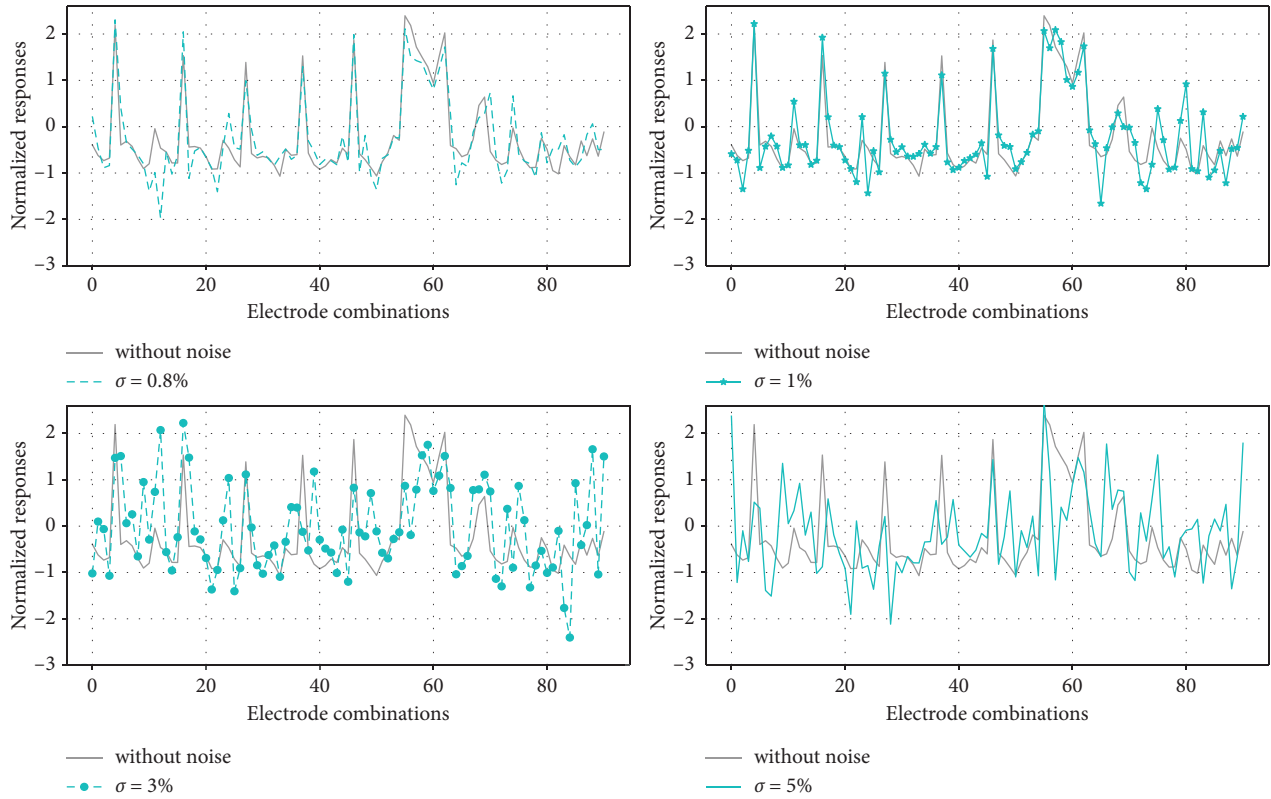 Normalized responses
2
1
0
−1
−2
−3
0 20 40 60 80
Electrode combinations
without noise
σ = 0.8%
Normalized responses
2
1
0
−1
−2
−3
0 20 40 60 80
Electrode combinations
without noise
σ = 1%
Normalized responses
2
1
0
−1
−2
−3
0 20 40 60 80
Electrode combinations
without noise
σ = 3%
Normalized responses
2
1
0
−1
−2
−3
0 20 40 60 80
Electrode combinations
without noise
σ = 5%